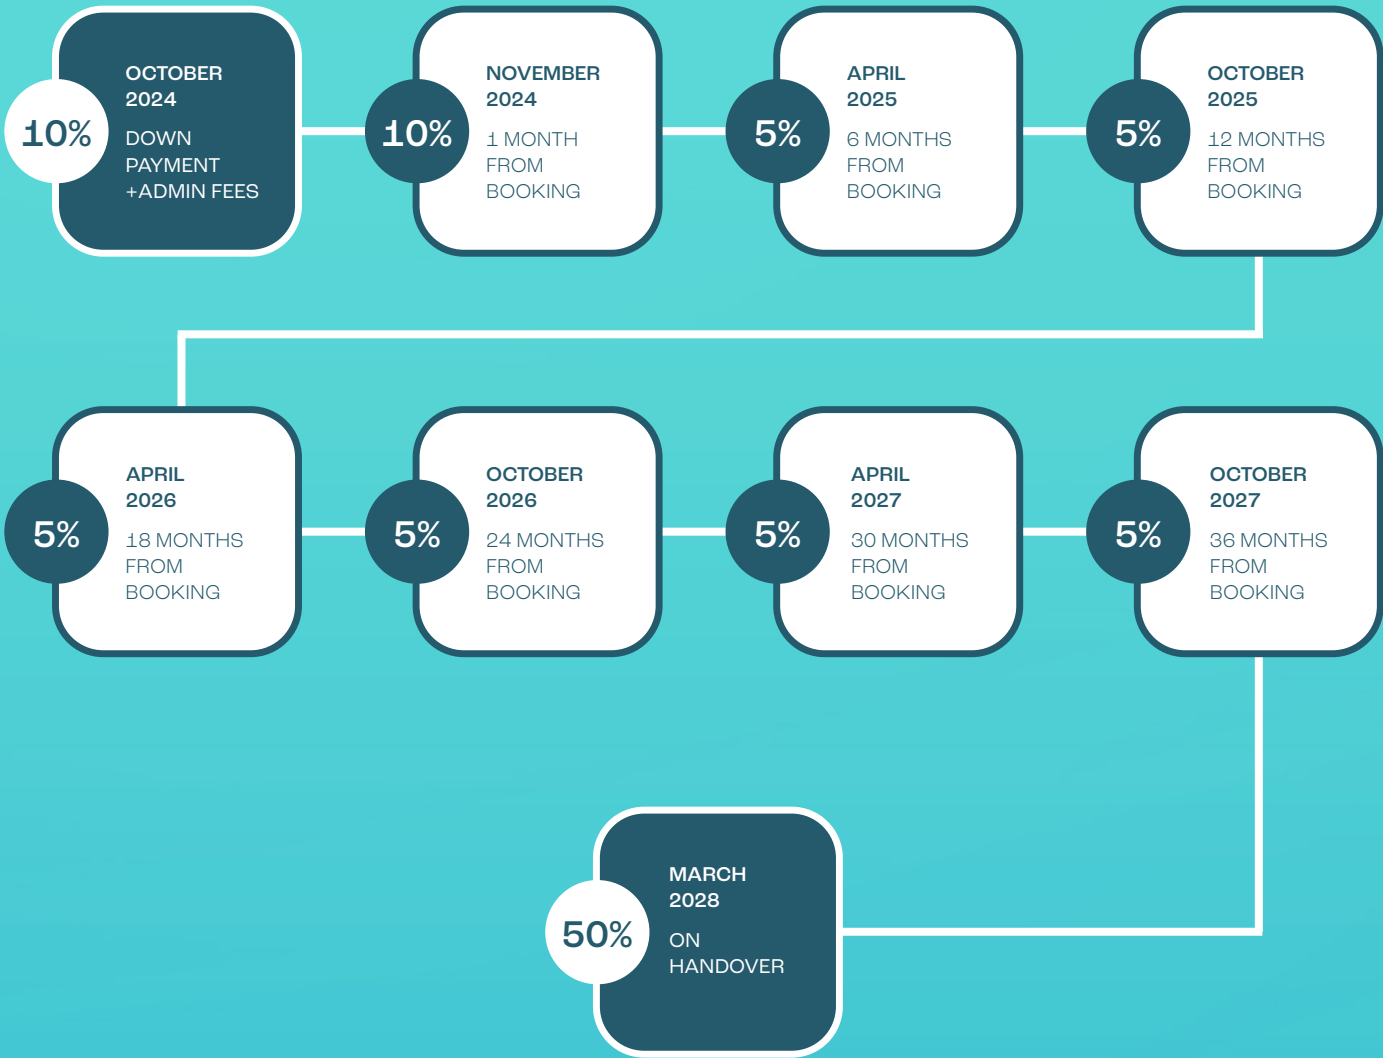 10%
OCTOBER
2024
DOWN
PAYMENT
+ADMIN FEES
10%
NOVEMBER
2024
1 MONTH
FROM
BOOKING
5%
APRIL
2025
6 MONTHS
FROM
BOOKING
5%
OCTOBER
2025
12 MONTHS
FROM
BOOKING
5%
APRIL
2026
18 MONTHS
FROM
BOOKING
5%
OCTOBER
2026
24 MONTHS
FROM
BOOKING
5%
APRIL
2027
30 MONTHS
FROM
BOOKING
5%
OCTOBER
2027
36 MONTHS
FROM
BOOKING
50%
MARCH
2028
ON
HANDOVER